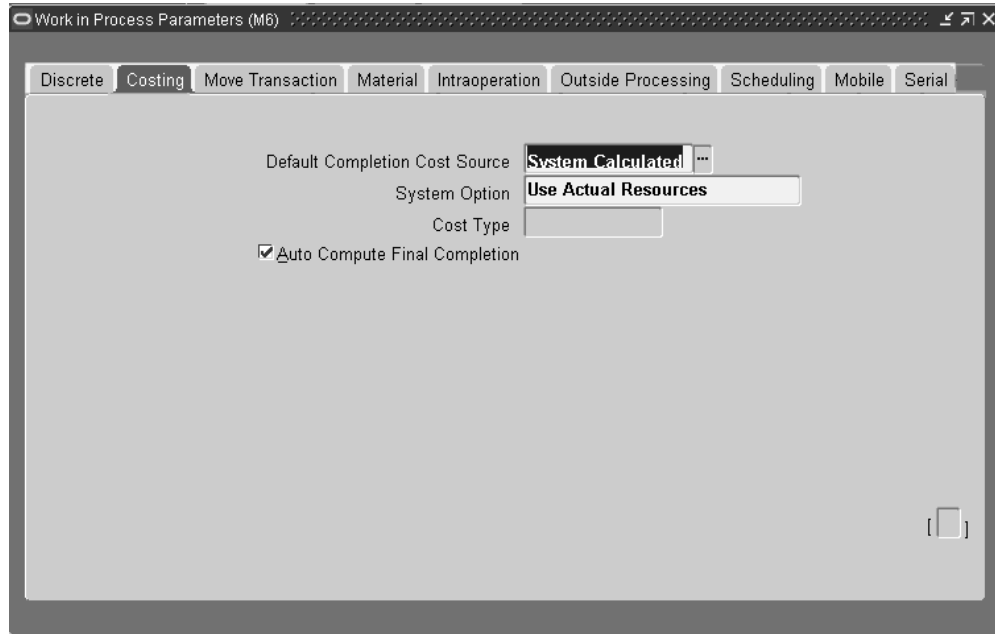 Work in Process Parameters (M6)
Discrete Costing Move Transaction Material Intraoperation Outside Processing Scheduling Mobile Serial
Default Completion Cost Source System Calculated ...
System Option Use Actual Resources
Cost Type
Auto Compute Final Completion
[ ]